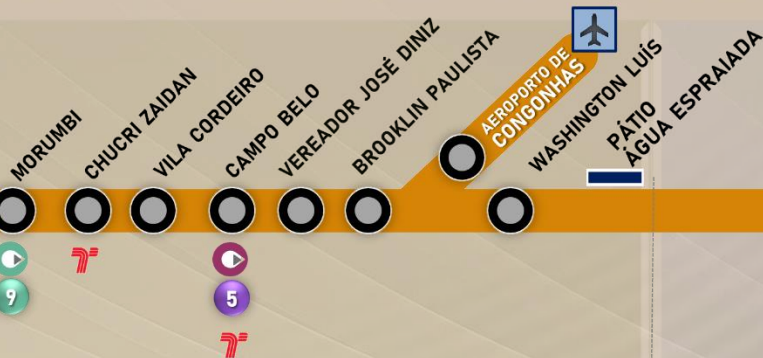 MORUMBI
CHUCRI ZAIDAN
VILA CORDEIRO
CAMPO BELO
VEREADOR JOSÉ DINIZ
BROOKLIN PAULISTA
AEROPORTO DE
CONGONHAS
WASHINGTON LUÍS
PÁTIO
ÁGUA ESPRAIADA
9
5